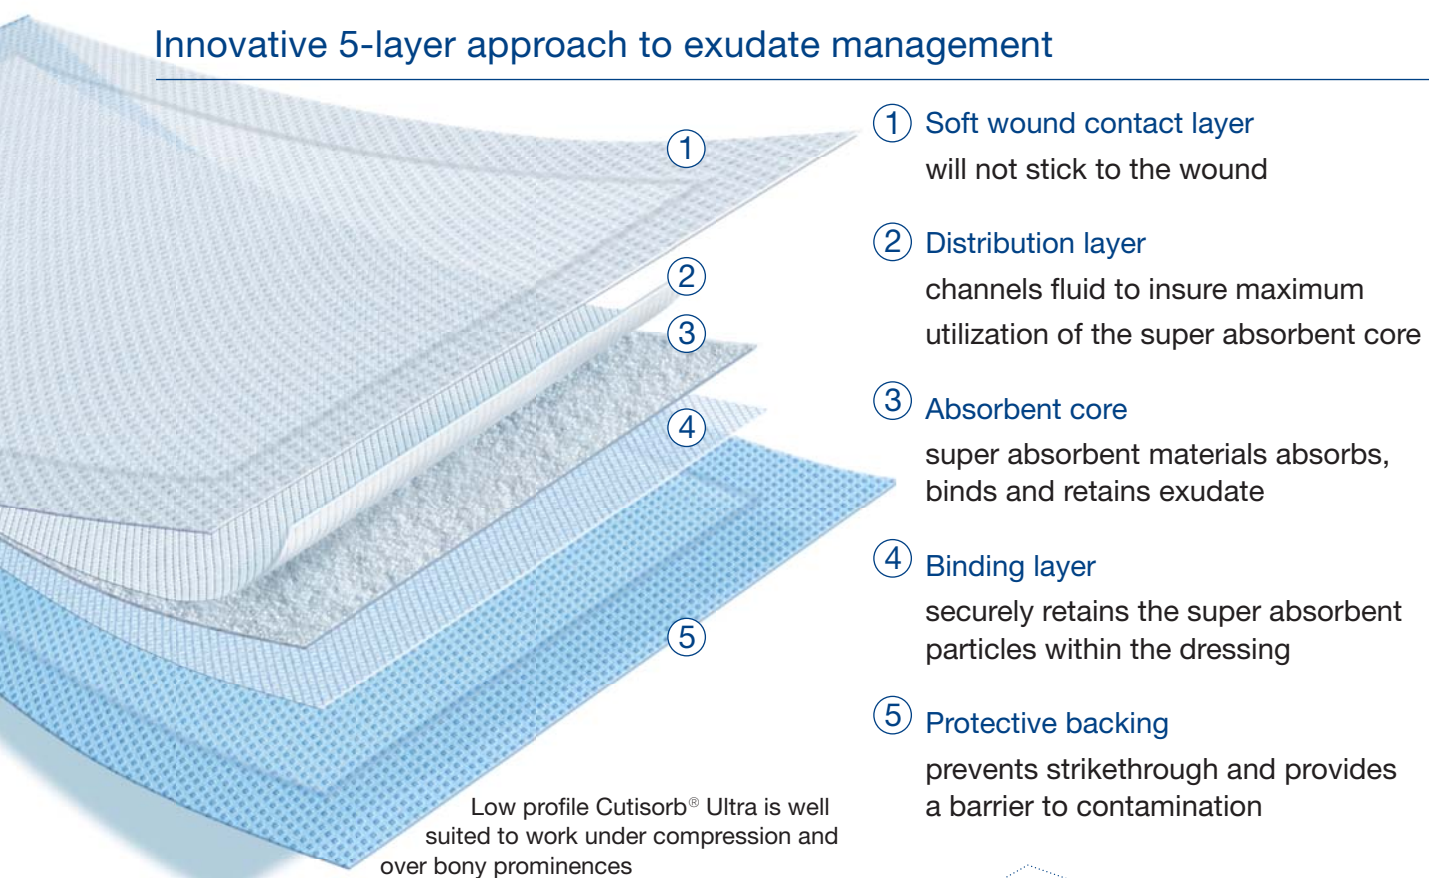 Innovative 5-layer approach to exudate management
1
2
3
4
5
1 Soft wound contact layer
will not stick to the wound
2 Distribution layer
channels fluid to insure maximum
utilization of the super absorbent core
3 Absorbent core
super absorbent materials absorbs,
binds and retains exudate
4 Binding layer
securely retains the super absorbent
particles within the dressing
5 Protective backing
prevents strikethrough and provides
a barrier to contamination
Low profile Cutisorb® Ultra is well
suited to work under compression and
over bony prominences